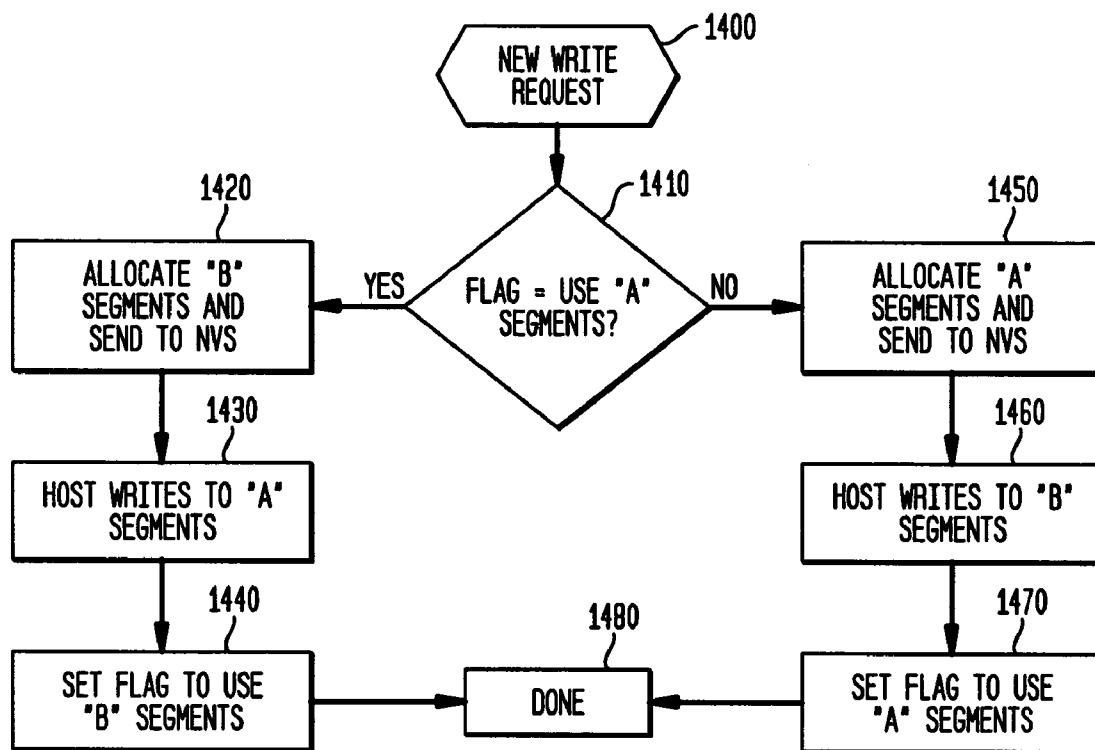 1400
NEW WRITE
REQUEST
1410
FLAG = USE "A"
SEGMENTS?
YES
NO
1420
ALLOCATE "B"
SEGMENTS AND
SEND TO NVS
1430
HOST WRITES TO "A"
SEGMENTS
1440
SET FLAG TO USE
"B" SEGMENTS
1450
ALLOCATE "A"
SEGMENTS AND
SEND TO NVS
1460
HOST WRITES TO "B"
SEGMENTS
1470
SET FLAG TO USE
"A" SEGMENTS
1480
DONE